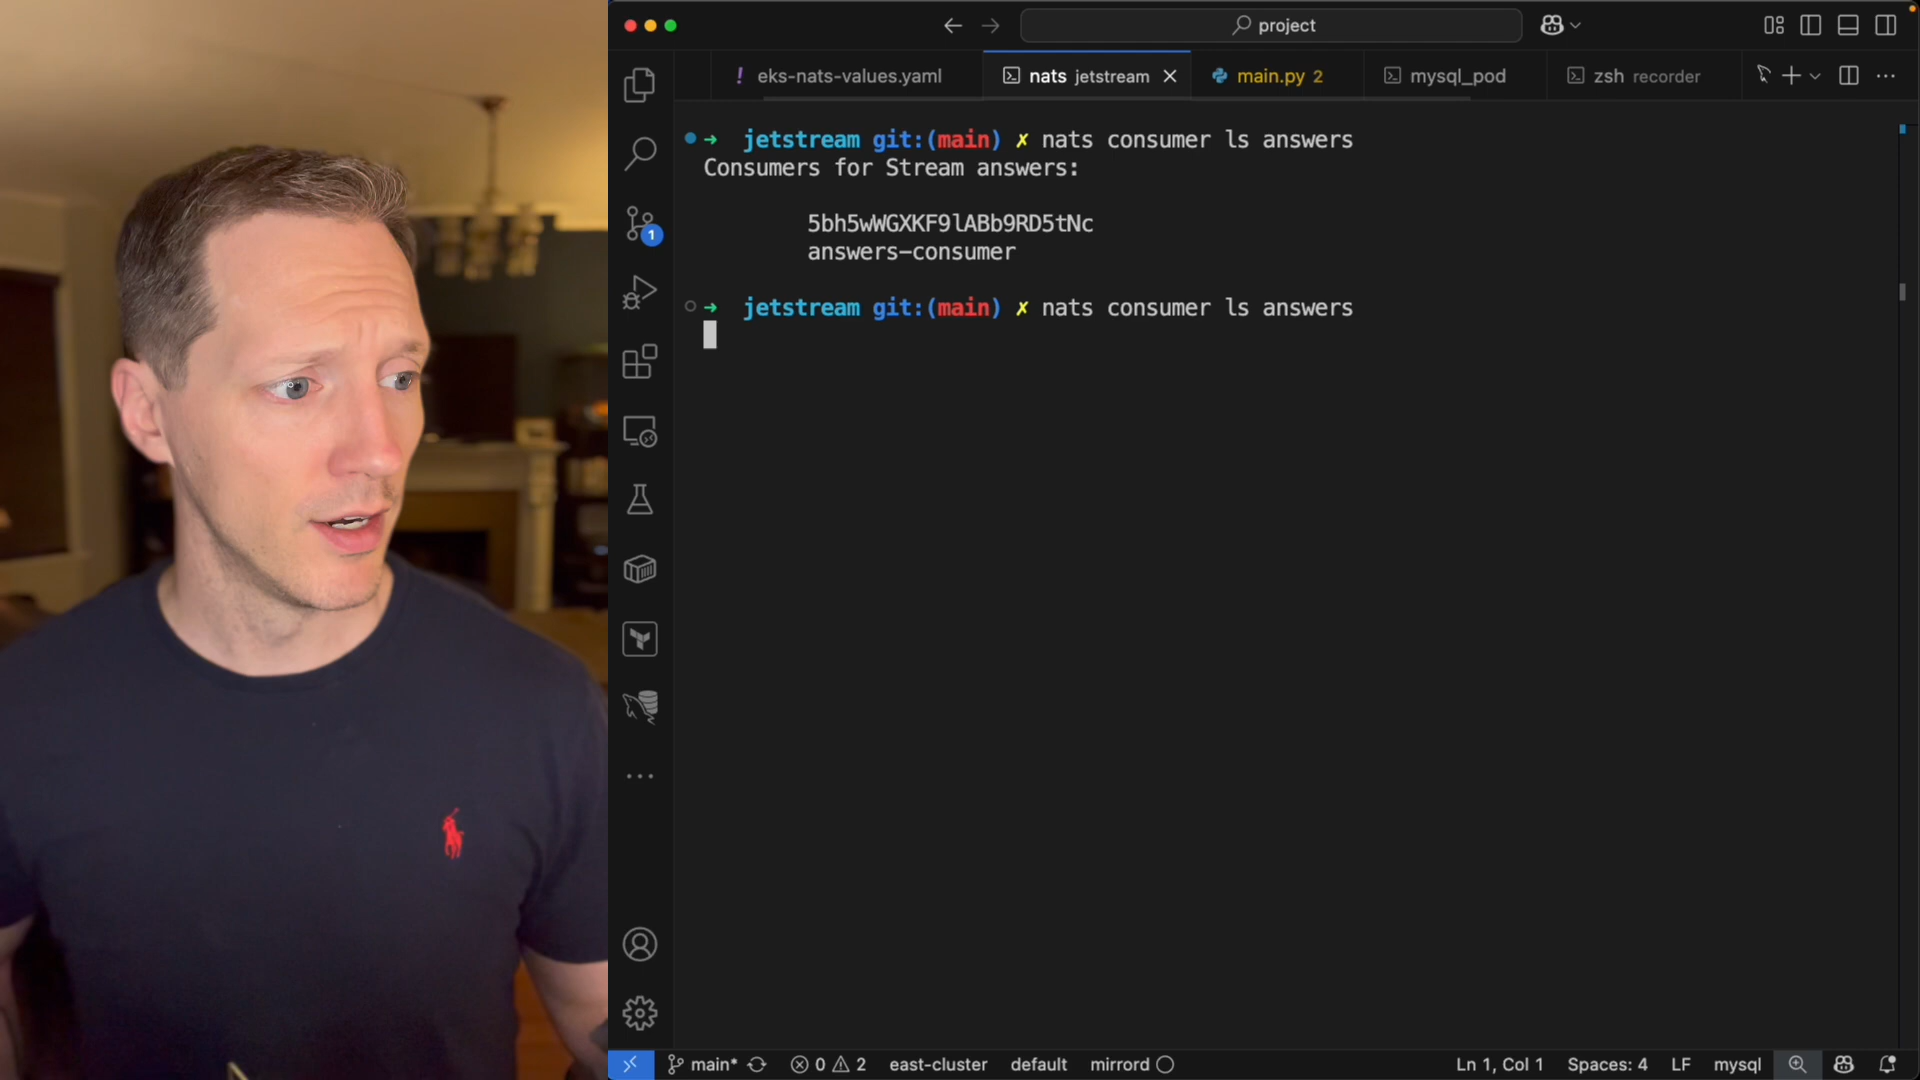 project
eks-nats-values.yaml
nats jetstream
main.py 2
mysql_pod
zsh recorder
➜ jetstream git:(main) ✗ nats consumer ls answers
Consumers for Stream answers:
5bh5wWGXKF9lABb9RD5tNc
answers-consumer
➜ jetstream git:(main) ✗ nats consumer ls answers
1
main* 0 2 east-cluster default mirrord Ln 1, Col 1 Spaces: 4 LF mysql